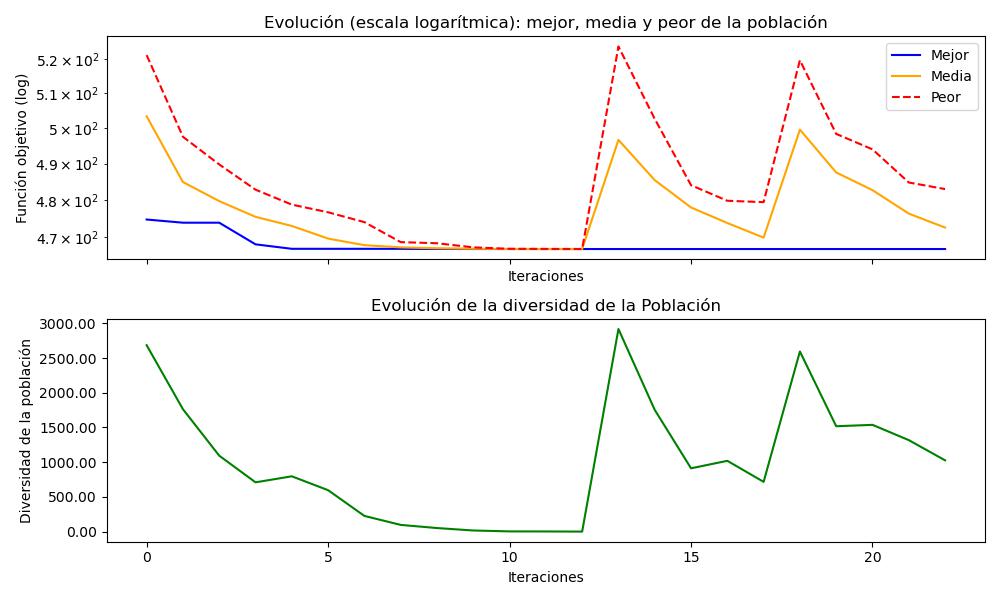 Evolución (escala logarítmica): mejor, media y peor de la población
Función objetivo (log)
5.2 × 10²
5.1 × 10²
5 × 10²
4.9 × 10²
4.8 × 10²
4.7 × 10²
Mejor
Media
Peor
Iteraciones
Evolución de la diversidad de la Población
Diversidad de la población
3000.00
2500.00
2000.00
1500.00
1000.00
500.00
0.00
0 5 10 15 20
Iteraciones